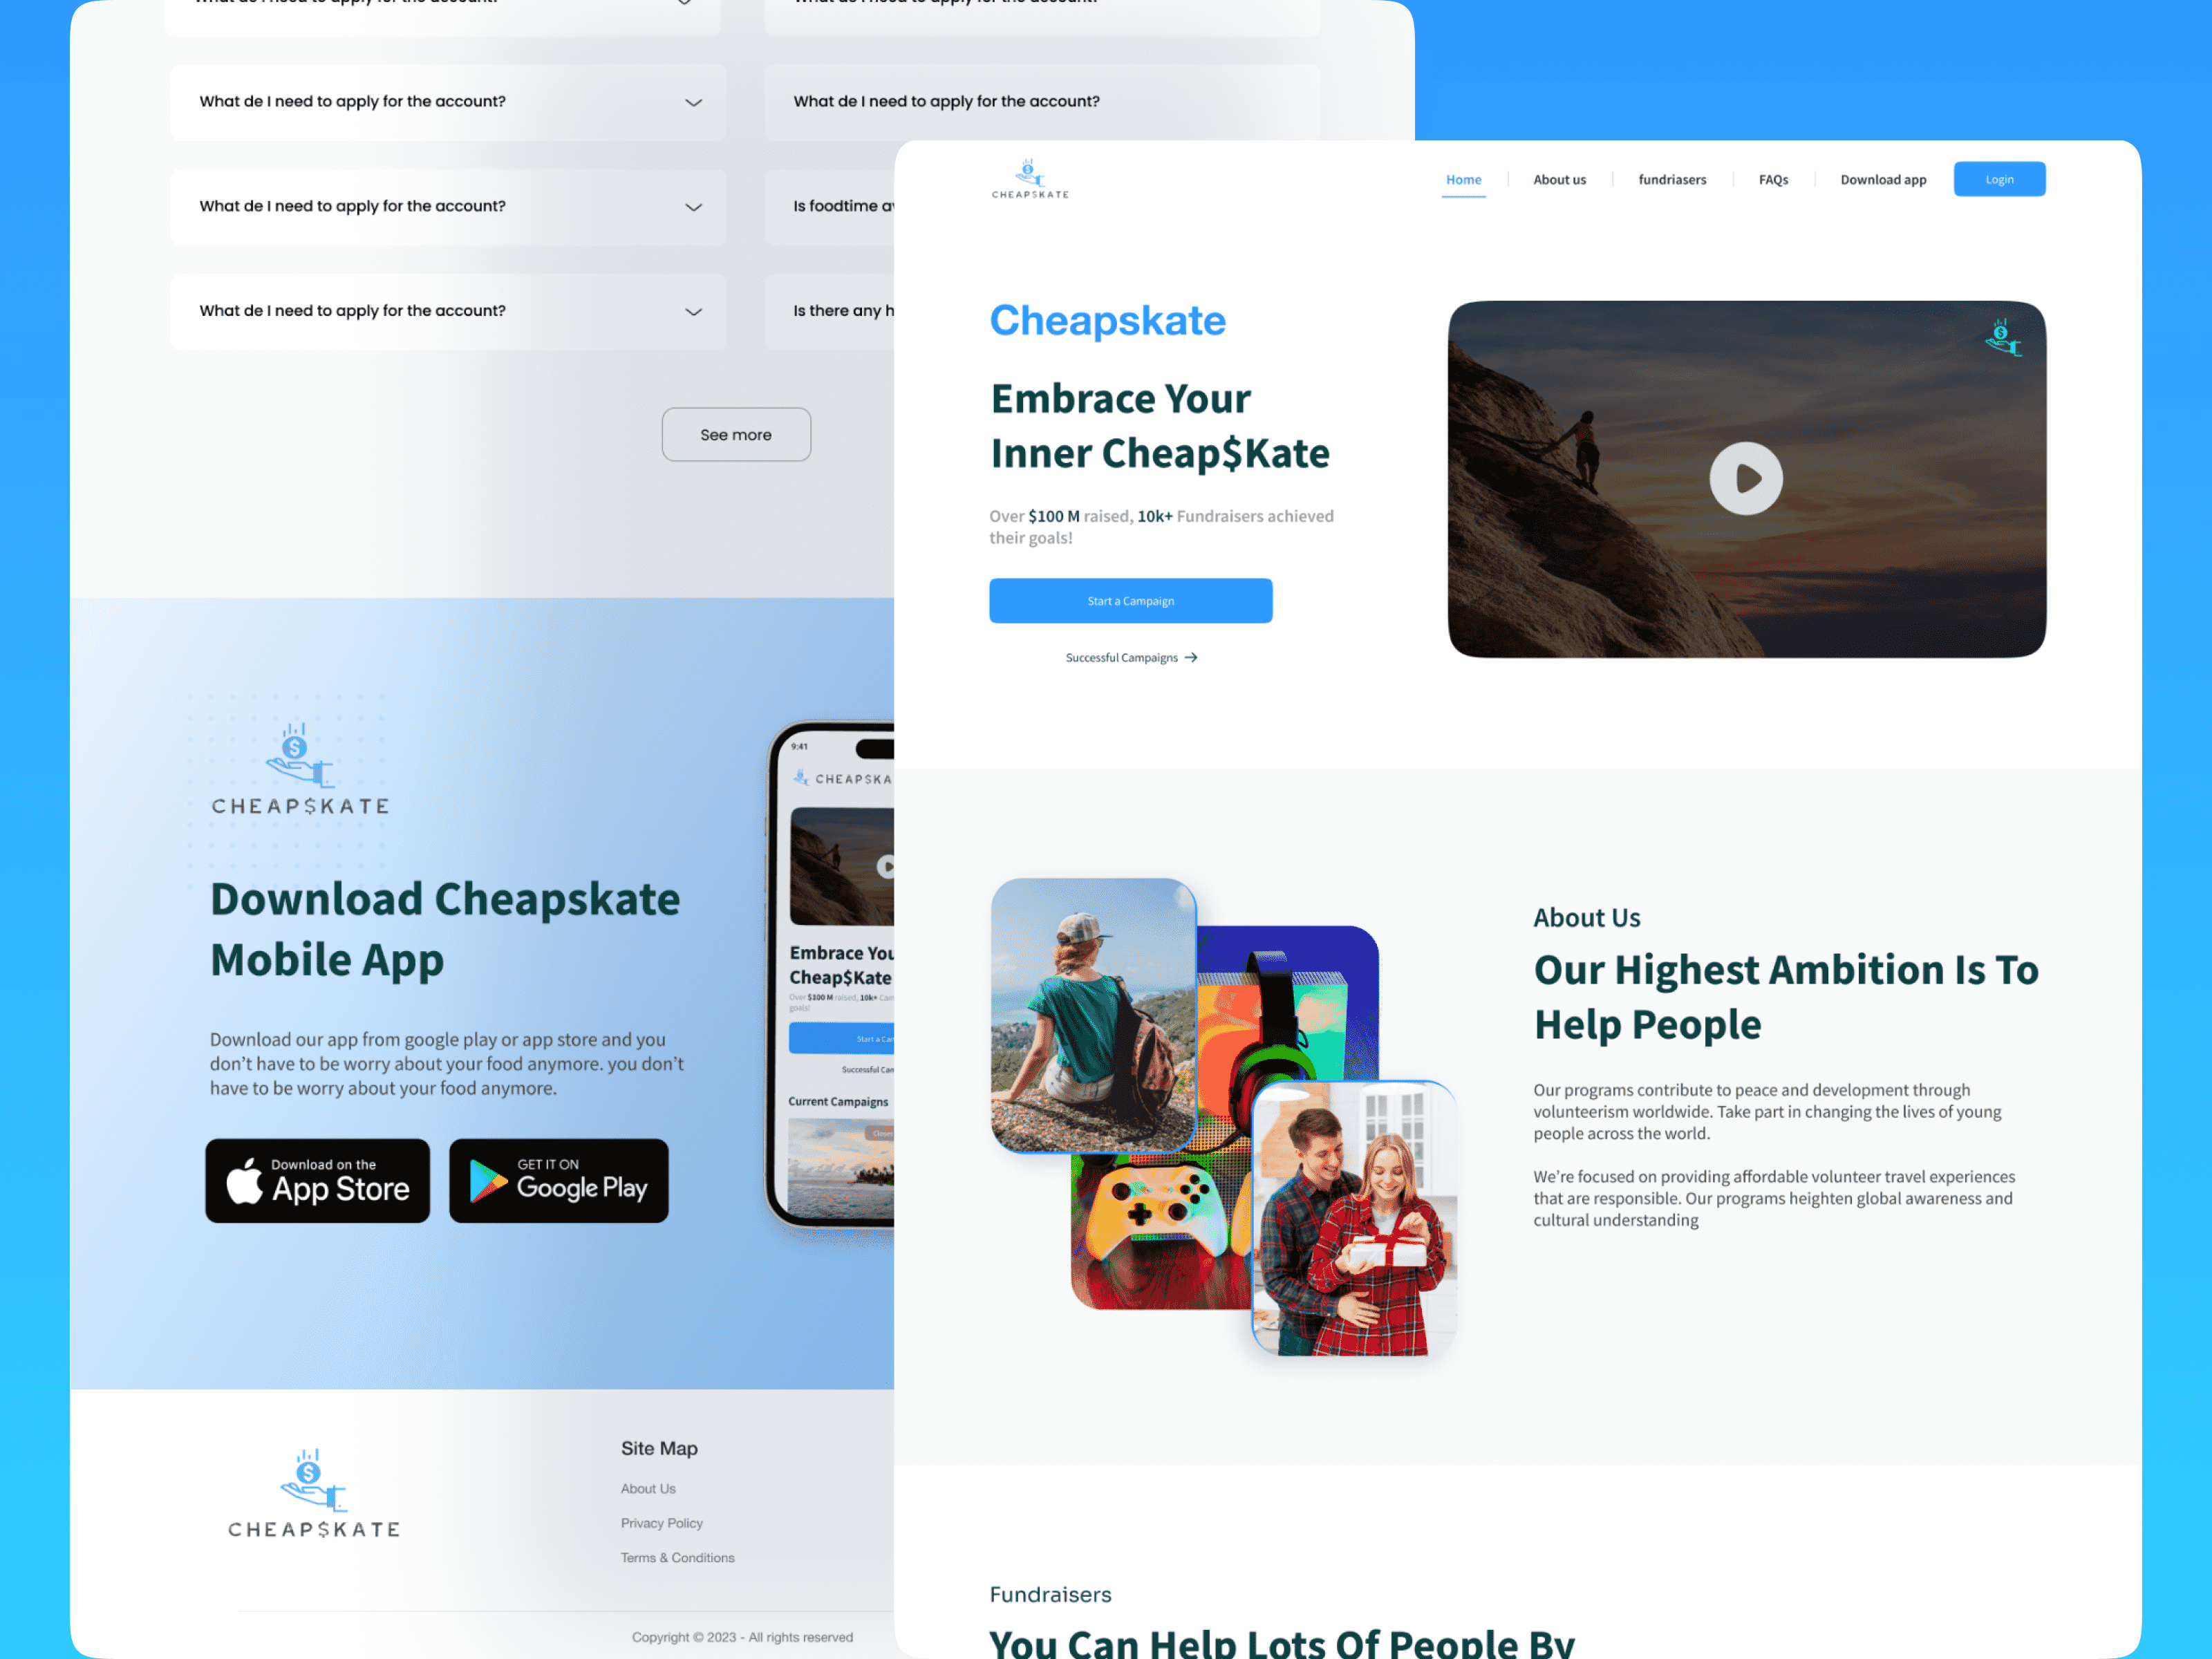 What do I need to apply for the account?
What do I need to apply for the account?
What de I need to apply for the account?
What de I need to apply for the account?
What de I need to apply for the account?
Is foodtime
What de I need to apply for the account?
Is there any
See more
CHEAP$KATE
Download Cheapskate
Mobile App
Download our app from google play or app store and you
don't have to be worry about your food anymore. you don't
have to be worry about your food anymore.
Download on the
App Store
GET IT ON
Google Play
9:41
CHEAP$KA
Embrace You
Cheap$Kate
Over $100 M raised, 10k+ Cam
goals!
Start a Cam
Successful Cam
Current Campaigns
CHEAP$KATE
Site Map
About Us
Privacy Policy
Terms & Conditions
Copyright © 2023 - All rights reserved
CHEAP$KATE
Home
About us
fundriasers
FAQs
Download app
Login
Cheapskate
Embrace Your
Inner Cheap$Kate
Over $100 M raised, 10k+ Fundraisers achieved
their goals!
Start a Campaign
Successful Campaigns →
About Us
Our Highest Ambition Is To
Help People
Our programs contribute to peace and development through
volunteerism worldwide. Take part in changing the lives of young
people across the world.
We're focused on providing affordable volunteer travel experiences
that are responsible. Our programs heighten global awareness and
cultural understanding
Fundraisers
You Can Help Lots Of People By